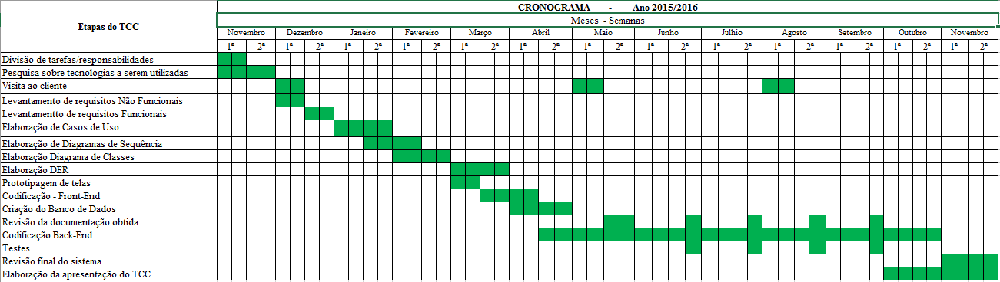 CRONOGRAMA - Ano 2015/2016
Etapas do TCC
Meses - Semanas
Novembro Dezembro Janeiro Fevereiro Março Abril Maio Junho Julhio Agosto Setembro Outubro Novembro
1ª 2ª 1ª 2ª 1ª 2ª 1ª 2ª 1ª 2ª 1ª 2ª 1ª 2ª 1ª 2ª 1ª 2ª 1ª 2ª 1ª 2ª 1ª 2ª 1ª 2ª
Divisão de tarefas/responsabilidades
Pesquisa sobre tecnologias a serem utilizadas
Visita ao cliente
Levantamento de requisitos Não Funcionais
Levantamentto de requisitos Funcionais
Elaboração de Casos de Uso
Elaboração de Diagramas de Sequência
Elaboração Diagrama de Classes
Elaboração DER
Prototipagem de telas
Codificação - Front-End
Criação do Banco de Dados
Revisão da documentação obtida
Codificação Back-End
Testes
Revisão final do sistema
Elaboração da apresentação do TCC